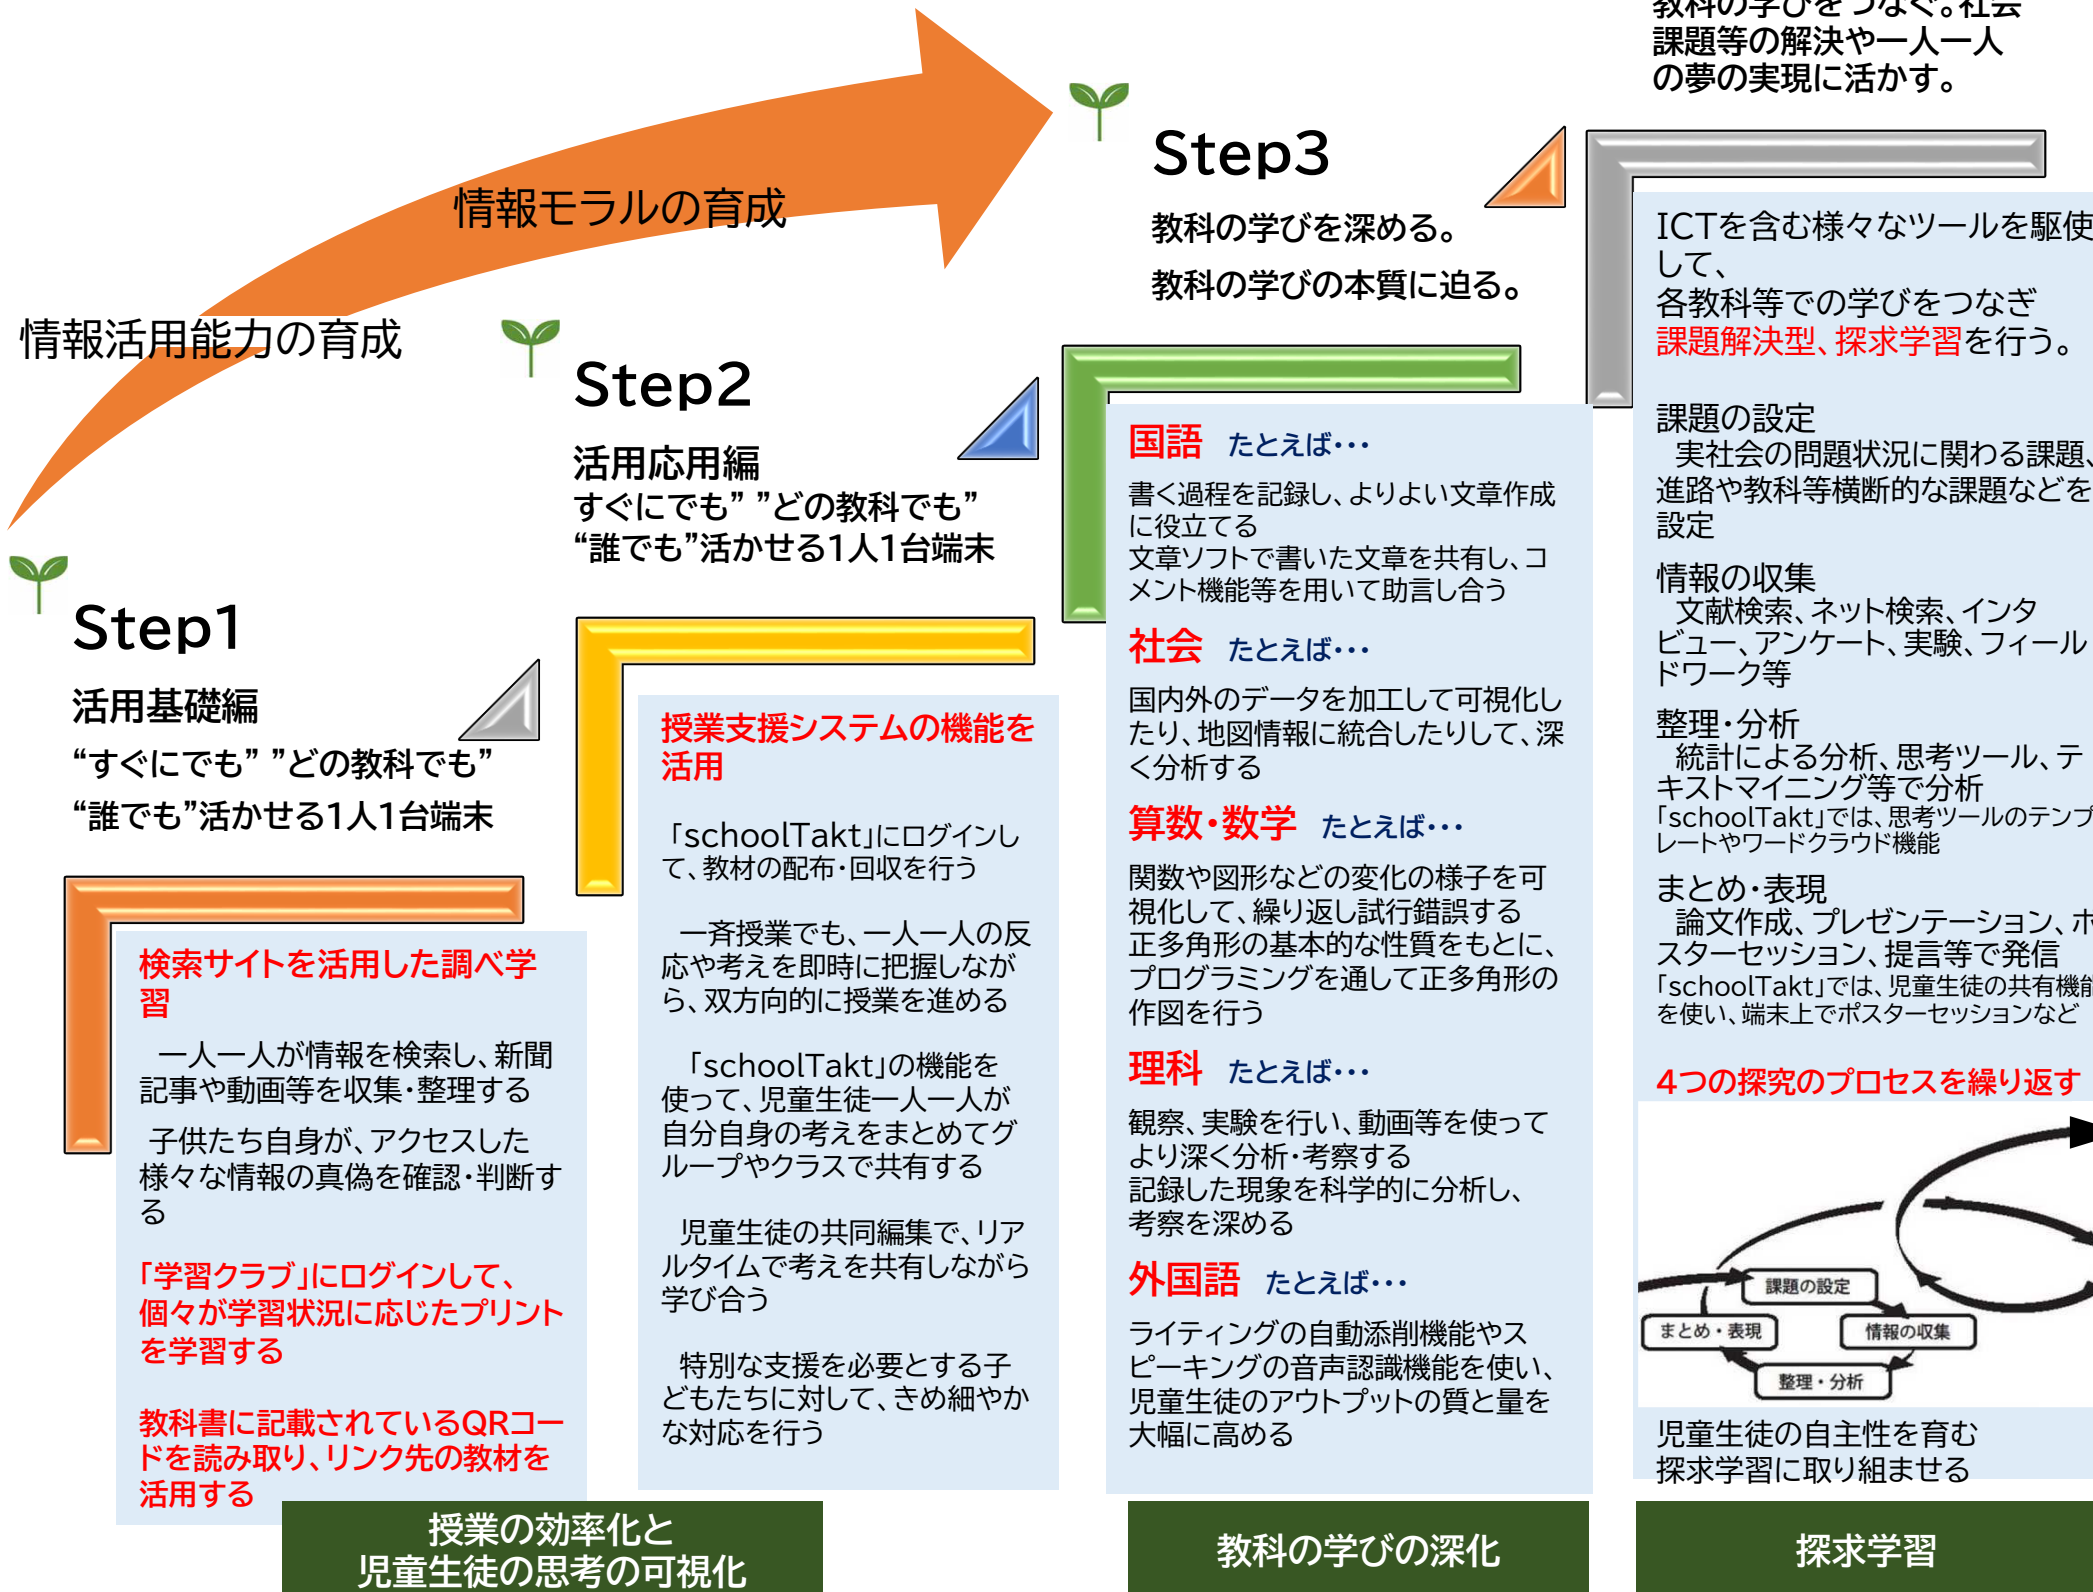 情報活用能力の育成
情報モラルの育成
Step1
活用基礎編
“すぐにでも” ”どの教科でも”
“誰でも”活かせる1人1台端末
検索サイトを活用した調べ学
習
一人一人が情報を検索し、新聞
記事や動画等を収集・整理する
子供たち自身が、アクセスした
様々な情報の真偽を確認・判断す
る
「学習クラブ」にログインして、
個々が学習状況に応じたプリント
を学習する
教科書に記載されているQRコー
ドを読み取り、リンク先の教材を
活用する
Step2
活用応用編
すぐにでも” ”どの教科でも”
“誰でも”活かせる1人1台端末
授業支援システムの機能を
活用
「schoolTakt」にログインし
て、教材の配布・回収を行う
一斉授業でも、一人一人の反
応や考えを即時に把握しなが
ら、双方向的に授業を進める
「schoolTakt」の機能を
使って、児童生徒一人一人が
自分自身の考えをまとめてグ
ループやクラスで共有する
児童生徒の共同編集で、リア
ルタイムで考えを共有しながら
学び合う
特別な支援を必要とする子
どもたちに対して、きめ細やか
な対応を行う
授業の効率化と
児童生徒の思考の可視化
Step3
教科の学びを深める。
教科の学びの本質に迫る。
国語 たとえば・・・
書く過程を記録し、よりよい文章作成
に役立てる
文章ソフトで書いた文章を共有し、コ
メント機能等を用いて助言し合う
社会 たとえば・・・
国内外のデータを加工して可視化し
たり、地図情報に統合したりして、深
く分析する
算数・数学 たとえば・・・
関数や図形などの変化の様子を可
視化して、繰り返し試行錯誤する
正多角形の基本的な性質をもとに、
プログラミングを通して正多角形の
作図を行う
理科 たとえば・・・
観察、実験を行い、動画等を使って
より深く分析・考察する
記録した現象を科学的に分析し、
考察を深める
外国語 たとえば・・・
ライティングの自動添削機能やス
ピーキングの音声認識機能を使い、
児童生徒のアウトプットの質と量を
大幅に高める
教科の学びの深化
教科の学びをつなぐ。社会
課題等の解決や一人一人
の夢の実現に活かす。
ICTを含む様々なツールを駆使
して、
各教科等での学びをつなぎ
課題解決型、探求学習を行う。
課題の設定
実社会の問題状況に関わる課題、
進路や教科等横断的な課題などを
設定
情報の収集
文献検索、ネット検索、インタ
ビュー、アンケート、実験、フィール
ドワーク等
整理・分析
統計による分析、思考ツール、テ
キストマイニング等で分析
「schoolTakt」では、思考ツールのテンプ
レートやワードクラウド機能
まとめ・表現
論文作成、プレゼンテーション、ポ
スターセッション、提言等で発信
「schoolTakt」では、児童生徒の共有機能
を使い、端末上でポスターセッションなど
4つの探究のプロセスを繰り返す
課題の設定
まとめ・表現
情報の収集
整理・分析
児童生徒の自主性を育む
探求学習に取り組ませる
探求学習